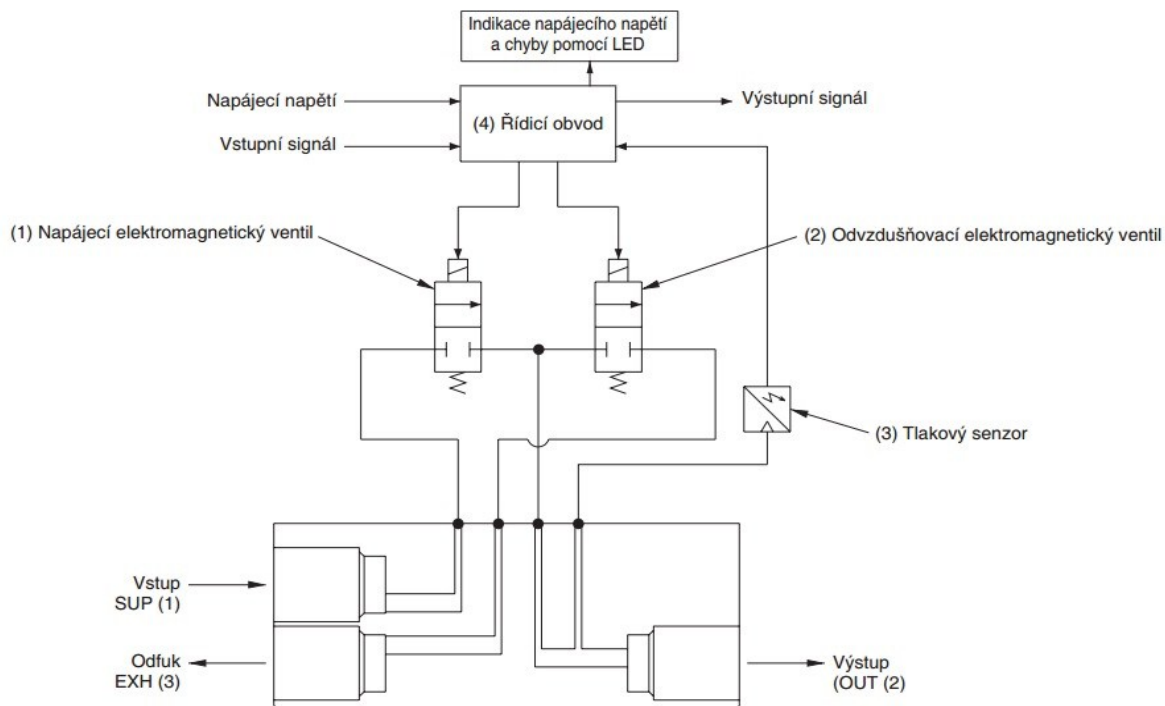 Indikace napájecího napětí
a chyby pomocí LED
Napájecí napětí
Výstupní signál
(4) Řídicí obvod
Vstupní signál
(1) Napájecí elektromagnetický ventil
(2) Odvzdušňovací elektromagnetický ventil
(3) Tlakový senzor
Vstup
SUP (1)
Odfuk
EXH (3)
Výstup
(OUT (2)